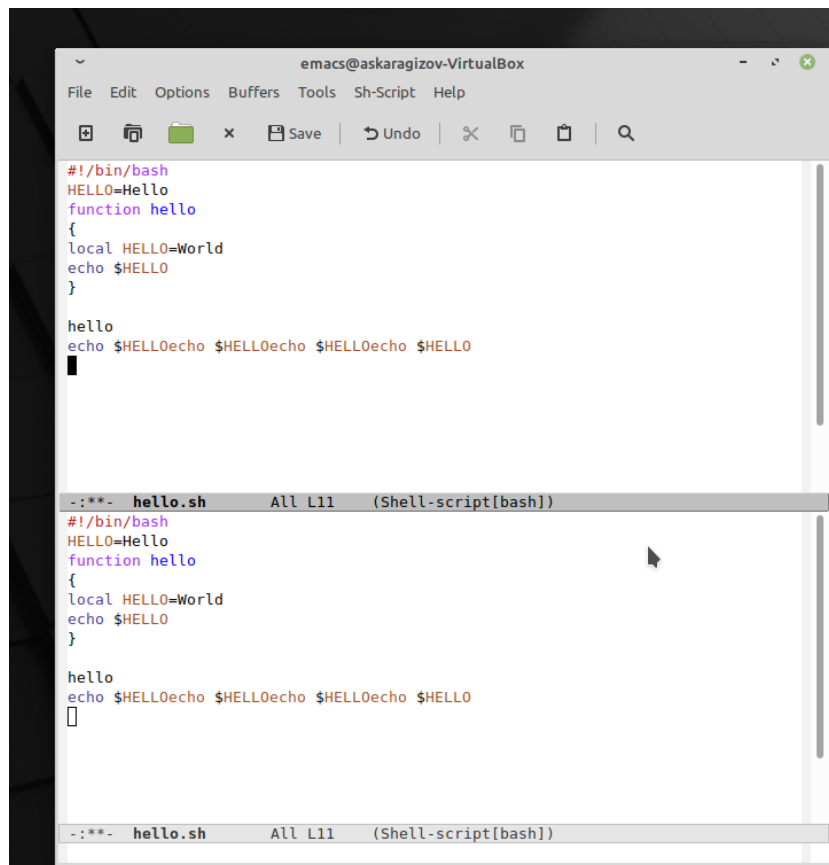 emacs@askaragizov-VirtualBox
File Edit Options Buffers Tools Sh-Script Help
Save Undo
#!/bin/bash
HELLO=Hello
function hello
{
local HELLO=World
echo $HELLO
}
hello
echo $HELLOecho $HELLOecho $HELLOecho $HELLO
-:**- hello.sh All L11 (Shell-script[bash])
#!/bin/bash
HELLO=Hello
function hello
{
local HELLO=World
echo $HELLO
}
hello
echo $HELLOecho $HELLOecho $HELLOecho $HELLO
-:**- hello.sh All L11 (Shell-script[bash])